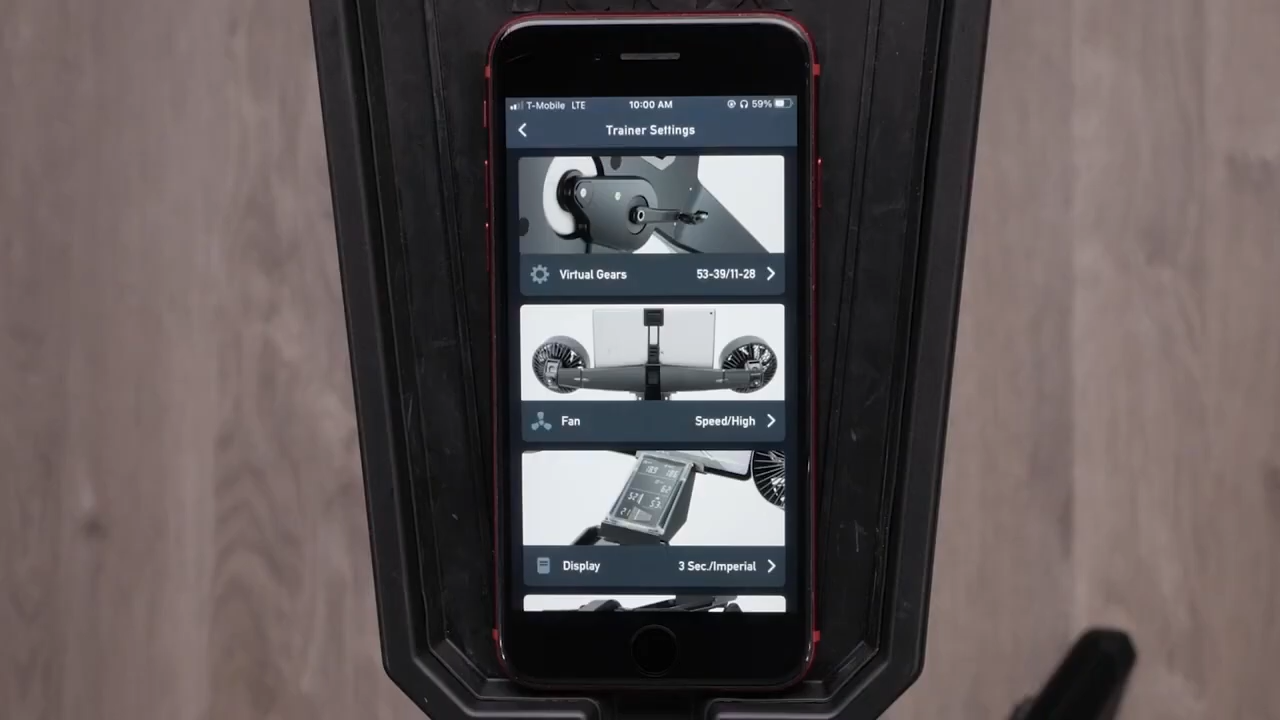 T-Mobile LTE 10:00 AM 59%
Trainer Settings
Virtual Gears 53-39/11-28
Fan Speed/High
Display 3 Sec./Imperial